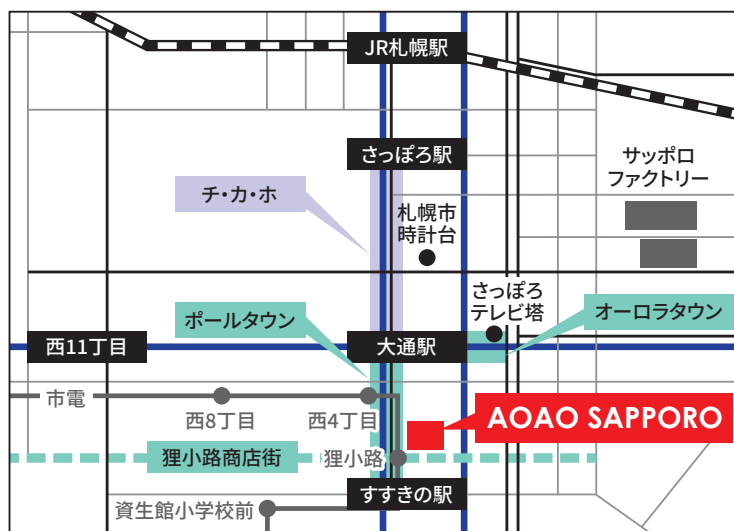 JR札幌駅
さっぽろ駅
サッポロ
ファクトリー
チ・カ・ホ
札幌市
時計台
さっぽろ
テレビ塔
ポールタウン
オーロラタウン
西11丁目
大通駅
市電
西8丁目
西4丁目
AOAO SAPPORO
狸小路商店街
狸小路
すすきの駅
資生館小学校前